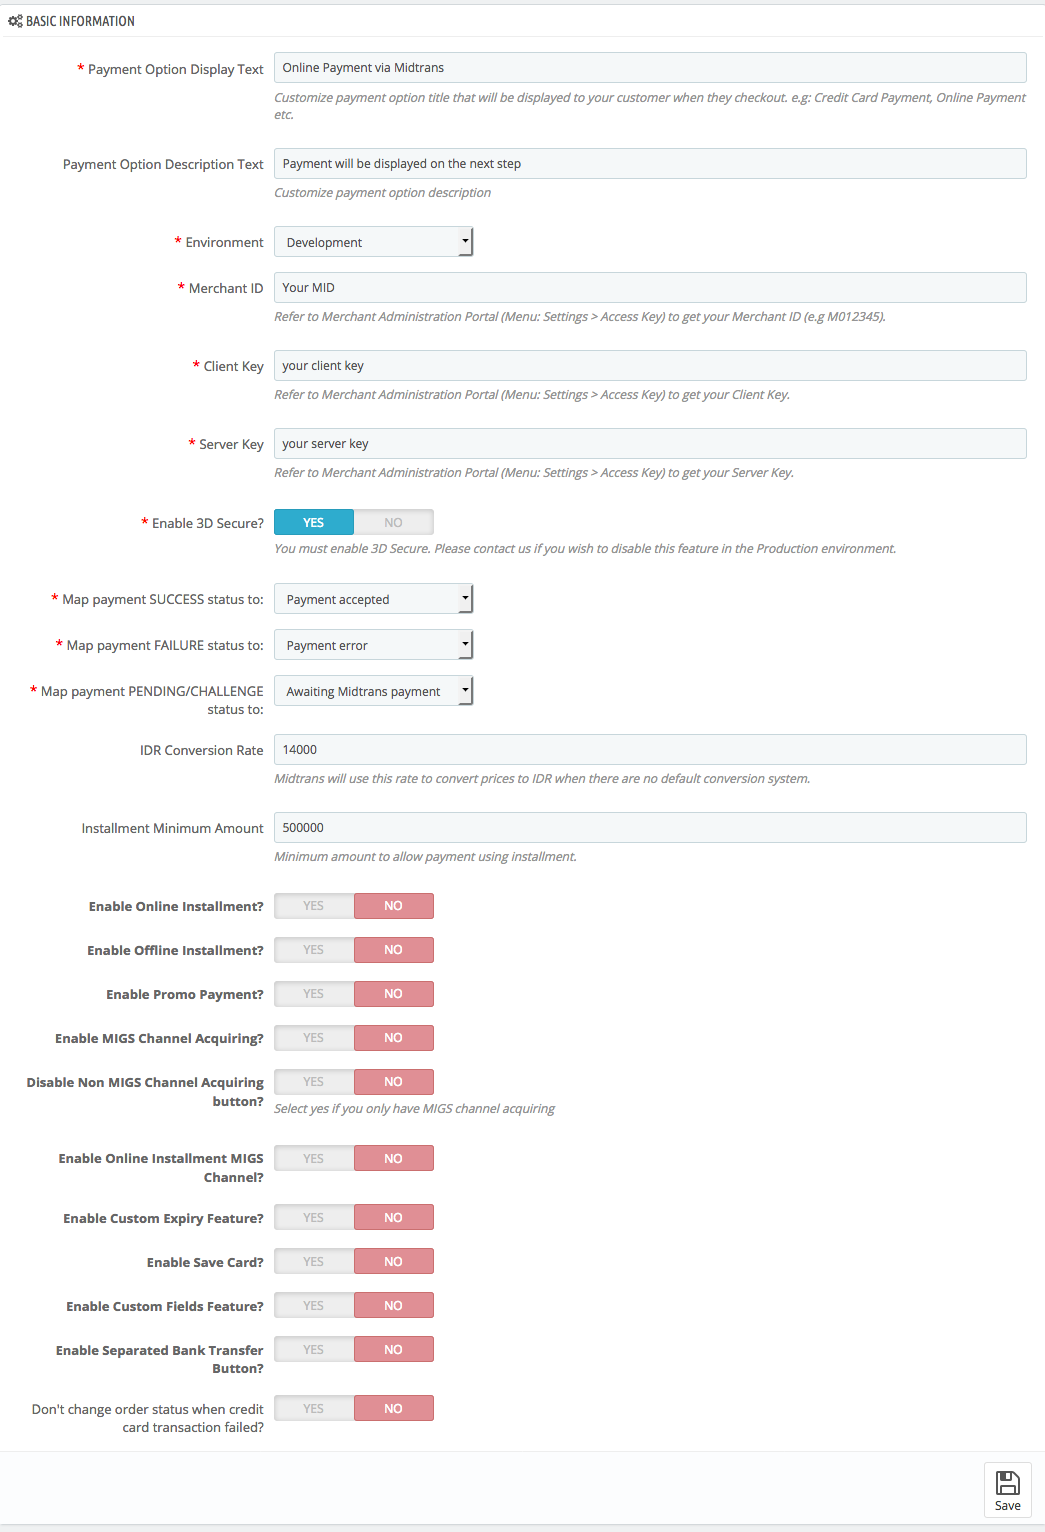 BASIC INFORMATION
* Payment Option Display Text
Online Payment via Midtrans
Customize payment option title that will be displayed to your customer when they checkout. e.g: Credit Card Payment, Online Payment
etc.
Payment Option Description Text
Payment will be displayed on the next step
Customize payment option description
* Environment
Development
* Merchant ID
Your MID
Refer to Merchant Administration Portal (Menu: Settings > Access Key) to get your Merchant ID (e.g M012345).
* Client Key
your client key
Refer to Merchant Administration Portal (Menu: Settings > Access Key) to get your Client Key.
* Server Key
your server key
Refer to Merchant Administration Portal (Menu: Settings > Access Key) to get your Server Key.
* Enable 3D Secure?
YES NO
You must enable 3D Secure. Please contact us if you wish to disable this feature in the Production environment.
* Map payment SUCCESS status to:
Payment accepted
* Map payment FAILURE status to:
Payment error
* Map payment PENDING/CHALLENGE
status to:
Awaiting Midtrans payment
IDR Conversion Rate
14000
Midtrans will use this rate to convert prices to IDR when there are no default conversion system.
Installment Minimum Amount
500000
Minimum amount to allow payment using installment.
Enable Online Installment?
YES NO
Enable Offline Installment?
YES NO
Enable Promo Payment?
YES NO
Enable MIGS Channel Acquiring?
YES NO
Disable Non MIGS Channel Acquiring
button?
YES NO
Select yes if you only have MIGS channel acquiring
Enable Online Installment MIGS
Channel?
YES NO
Enable Custom Expiry Feature?
YES NO
Enable Save Card?
YES NO
Enable Custom Fields Feature?
YES NO
Enable Separated Bank Transfer
Button?
YES NO
Don't change order status when credit
card transaction failed?
YES NO
Save